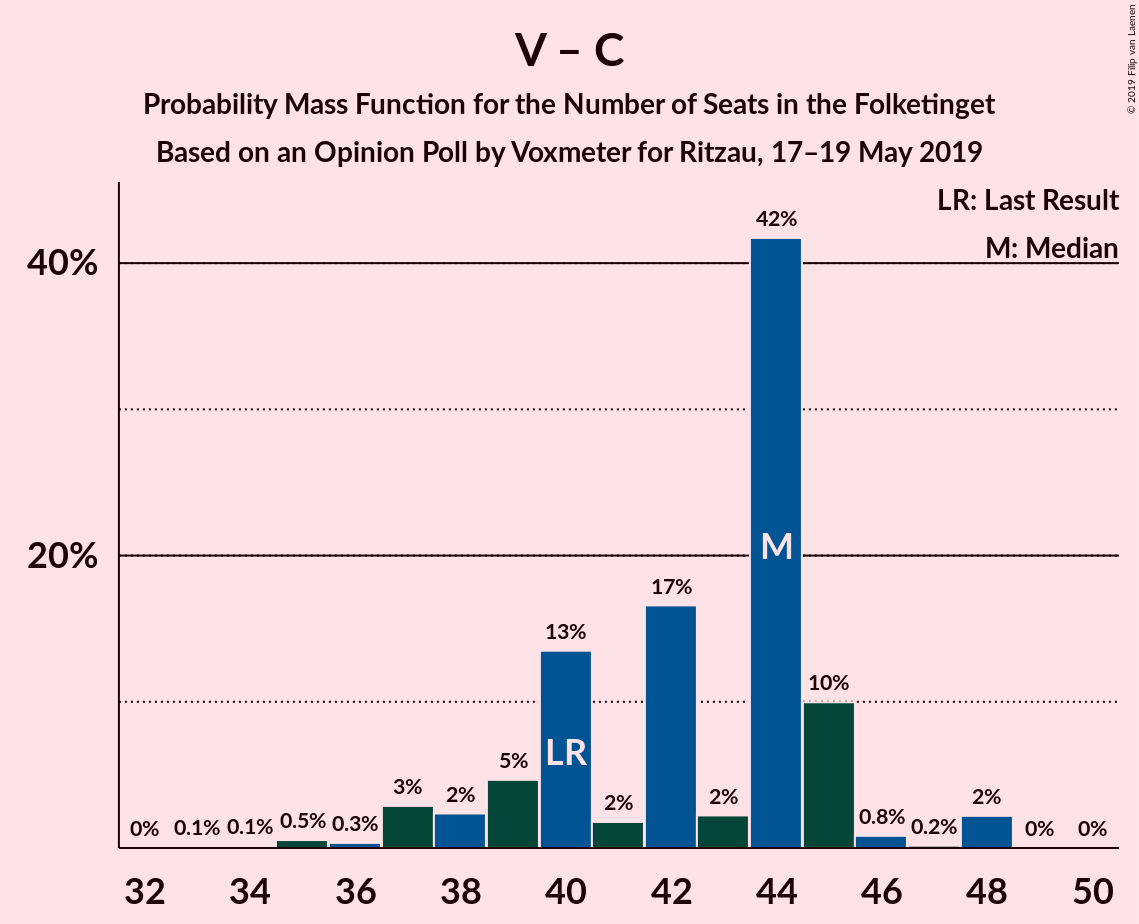 V – C
Probability Mass Function for the Number of Seats in the Folketinget
Based on an Opinion Poll by Voxmeter for Ritzau, 17–19 May 2019
© 2019 Filip van Laenen
LR: Last Result
M: Median
40%
20%
0%
0.1%
0.1%
0.5%
0.3%
3%
2%
5%
13%
2%
17%
2%
42%
10%
0.8%
0.2%
2%
0%
0%
LR
M
32 34 36 38 40 42 44 46 48 50